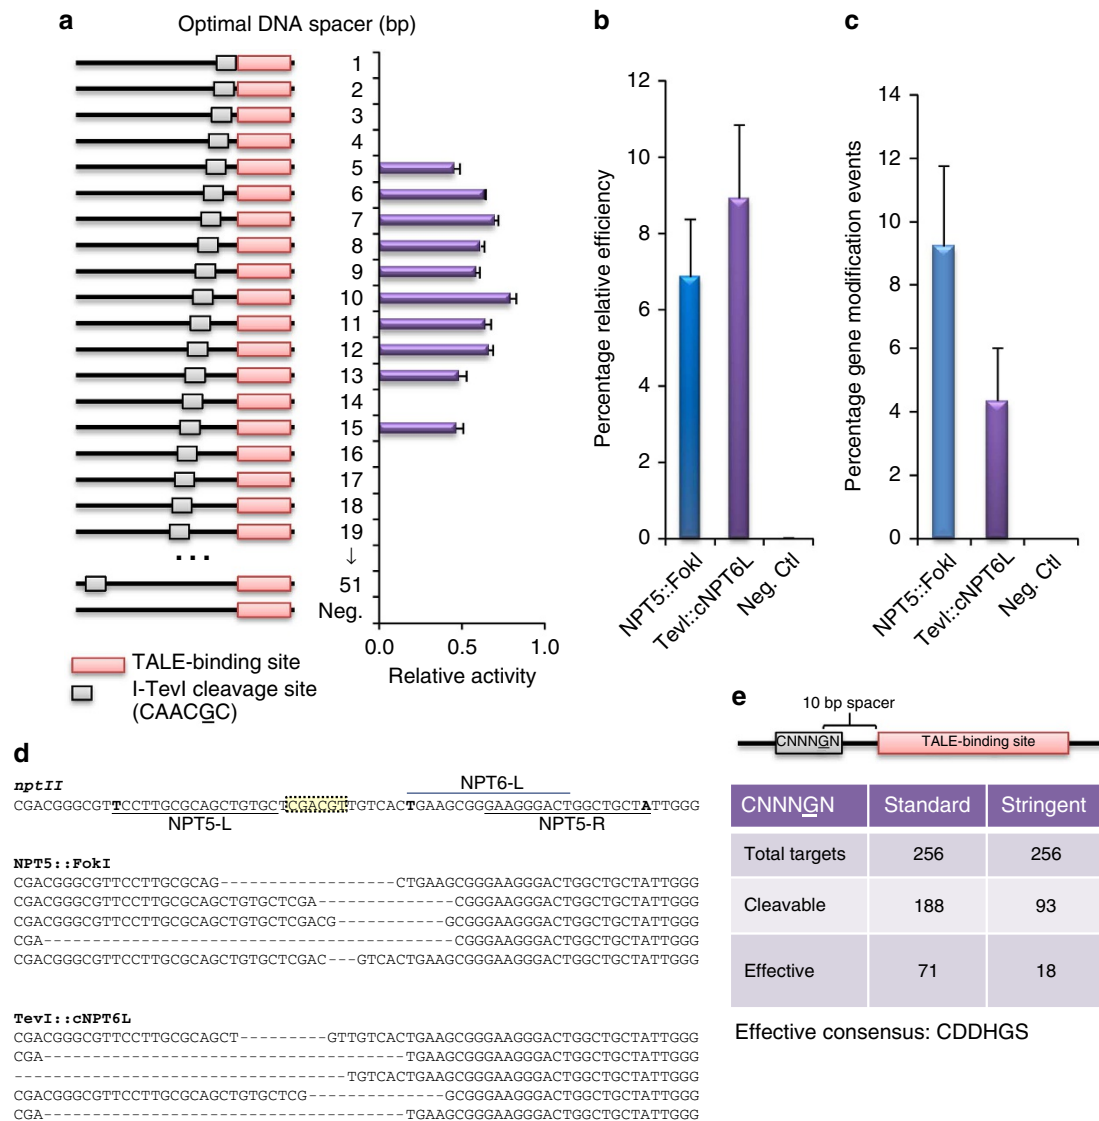 a
Optimal DNA spacer (bp)
1
2
3
4
5
6
7
8
9
10
11
12
13
14
15
16
17
18
19
...
↓
51
Neg.
0.0 0.5 1.0
Relative activity
TALE-binding site
I-TevI cleavage site
(CAACGC)
b
Percentage relative efficiency
12
10
8
6
4
2
0
NPT5::FokI
TevI::cNPT6L
Neg. Ctl
c
Percentage gene modification events
14
12
10
8
6
4
2
0
NPT5::FokI
TevI::cNPT6L
Neg. Ctl
d
nptII
NPT6-L
CGACGGGCGTTCCTTGCGCAGCTGTGCTCGACGTTGTCACTGAAGCGGGAAGGGACTGGCTGCTATTGGG
NPT5-L NPT5-R
NPT5::FokI
CGACGGGCGTTCCTTGCGCAG------------------CTGAAGCGGGAAGGGACTGGCTGCTATTGGG
CGACGGGCGTTCCTTGCGCAGCTGTGCTCGA--------------CGGGAAGGGACTGGCTGCTATTGGG
CGACGGGCGTTCCTTGCGCAGCTGTGCTCGACG-----------GCGGGAAGGGACTGGCTGCTATTGGG
CGA------------------------------------------CGGGAAGGGACTGGCTGCTATTGGG
CGACGGGCGTTCCTTGCGCAGCTGTGCTCGAC---GTCACTGAAGCGGGAAGGGACTGGCTGCTATTGGG
TevI::cNPT6L
CGACGGGCGTTCCTTGCGCAGCT---------GTTGTCACTGAAGCGGGAAGGGACTGGCTGCTATTGGG
CGA-------------------------------------TGAAGCGGGAAGGGACTGGCTGCTATTGGG
----------------------------------TGTCACTGAAGCGGGAAGGGACTGGCTGCTATTGGG
CGACGGGCGTTCCTTGCGCAGCTGTGCTCG--------------GCGGGAAGGGACTGGCTGCTATTGGG
CGA-------------------------------------TGAAGCGGGAAGGGACTGGCTGCTATTGGG
e
10 bp spacer
CNNNGN TALE-binding site
CNNNGN Standard Stringent
Total targets 256 256
Cleavable 188 93
Effective 71 18
Effective consensus: CDDHGS